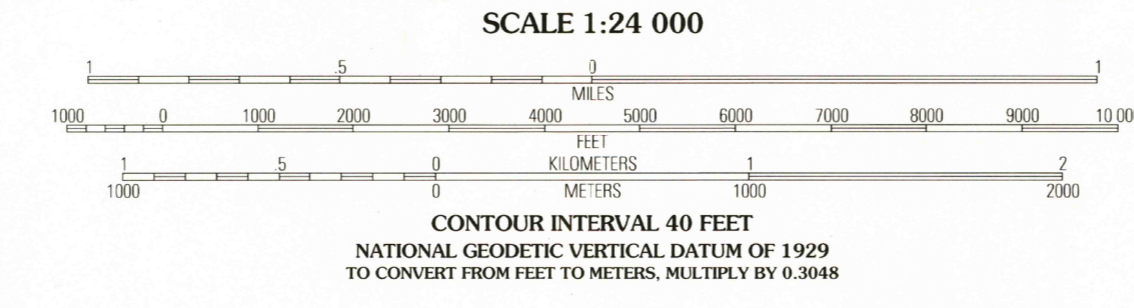 SCALE 1:24 000
1 .5 0 1
MILES
1000 0 1000 2000 3000 4000 5000 6000 7000 8000 9000 10 00
FEET
1 .5 0 KILOMETERS 1 2
1000 0 METERS 1000 2000
CONTOUR INTERVAL 40 FEET
NATIONAL GEODETIC VERTICAL DATUM OF 1929
TO CONVERT FROM FEET TO METERS, MULTIPLY BY 0.3048